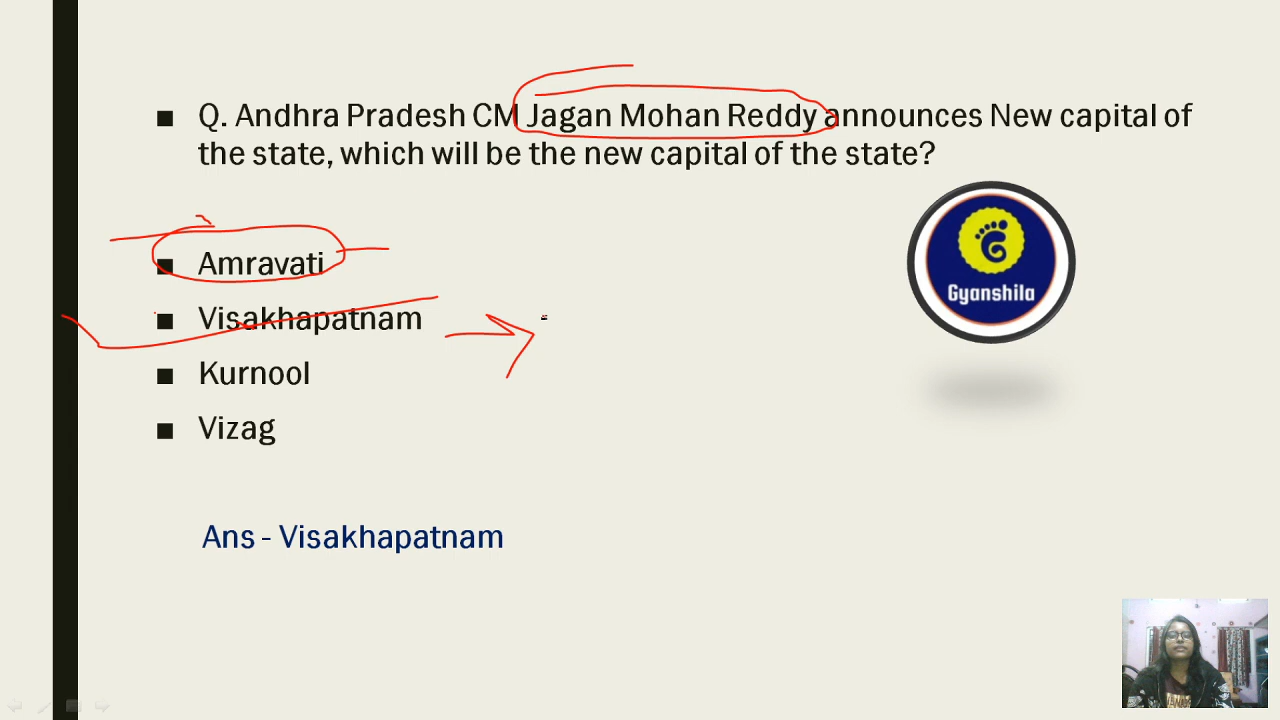 Q. Andhra Pradesh CM Jagan Mohan Reddy announces New capital of
the state, which will be the new capital of the state?
Amravati
Visakhapatnam
Kurnool
Vizag
Ans - Visakhapatnam
Gyanshila